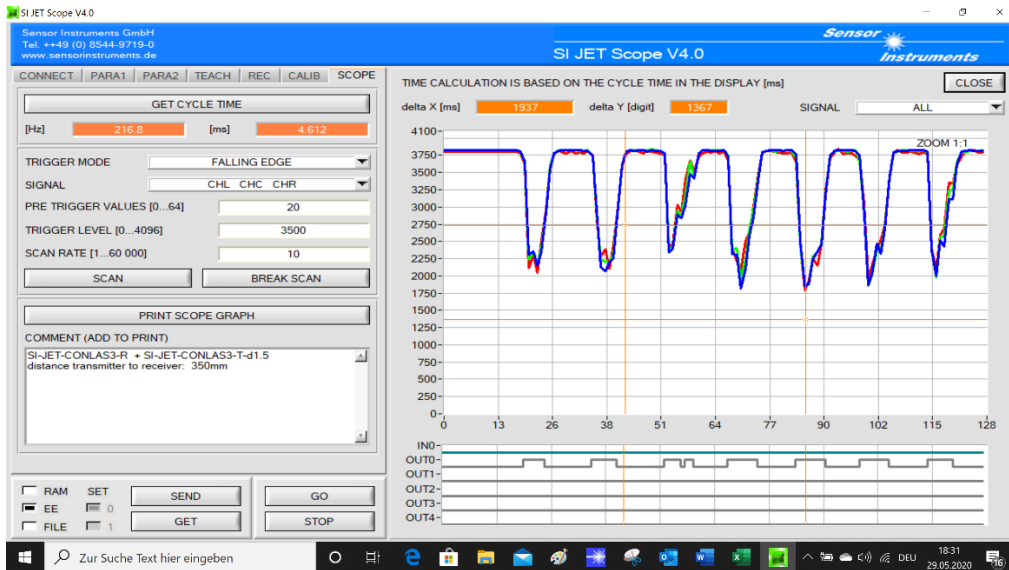 SI JET Scope V4.0
Sensor Instruments GmbH
Tel. ++49 (0) 8544-9719-0
www.sensorinstruments.de
SI JET Scope V4.0
Sensor
Instruments
CONNECT PARA1 PARA2 TEACH REC CALIB SCOPE
GET CYCLE TIME
[Hz] 216.8 [ms] 4.612
TRIGGER MODE FALLING EDGE
SIGNAL CHL CHC CHR
PRE TRIGGER VALUES [0...64] 20
TRIGGER LEVEL [0...4096] 3500
SCAN RATE [1...60 000] 10
SCAN BREAK SCAN
PRINT SCOPE GRAPH
COMMENT (ADD TO PRINT)
SI-JET-CONLAS3-R + SI-JET-CONLAS3-T-d1.5
distance transmitter to receiver: 350mm
RAM SET SEND GO
EE 0
FILE 1 GET STOP
TIME CALCULATION IS BASED ON THE CYCLE TIME IN THE DISPLAY [ms] CLOSE
delta X [ms] 1937 delta Y [digit] 1367 SIGNAL ALL
ZOOM 1:1
4100
3750
3500
3250
3000
2750
2500
2250
2000
1750
1500
1250
1000
750
500
250
0
0 13 26 38 51 64 77 90 102 115 128
IN0
OUT0
OUT1
OUT2
OUT3
OUT4
Zur Suche Text hier eingeben
DEU
18:31
29.05.2020
16